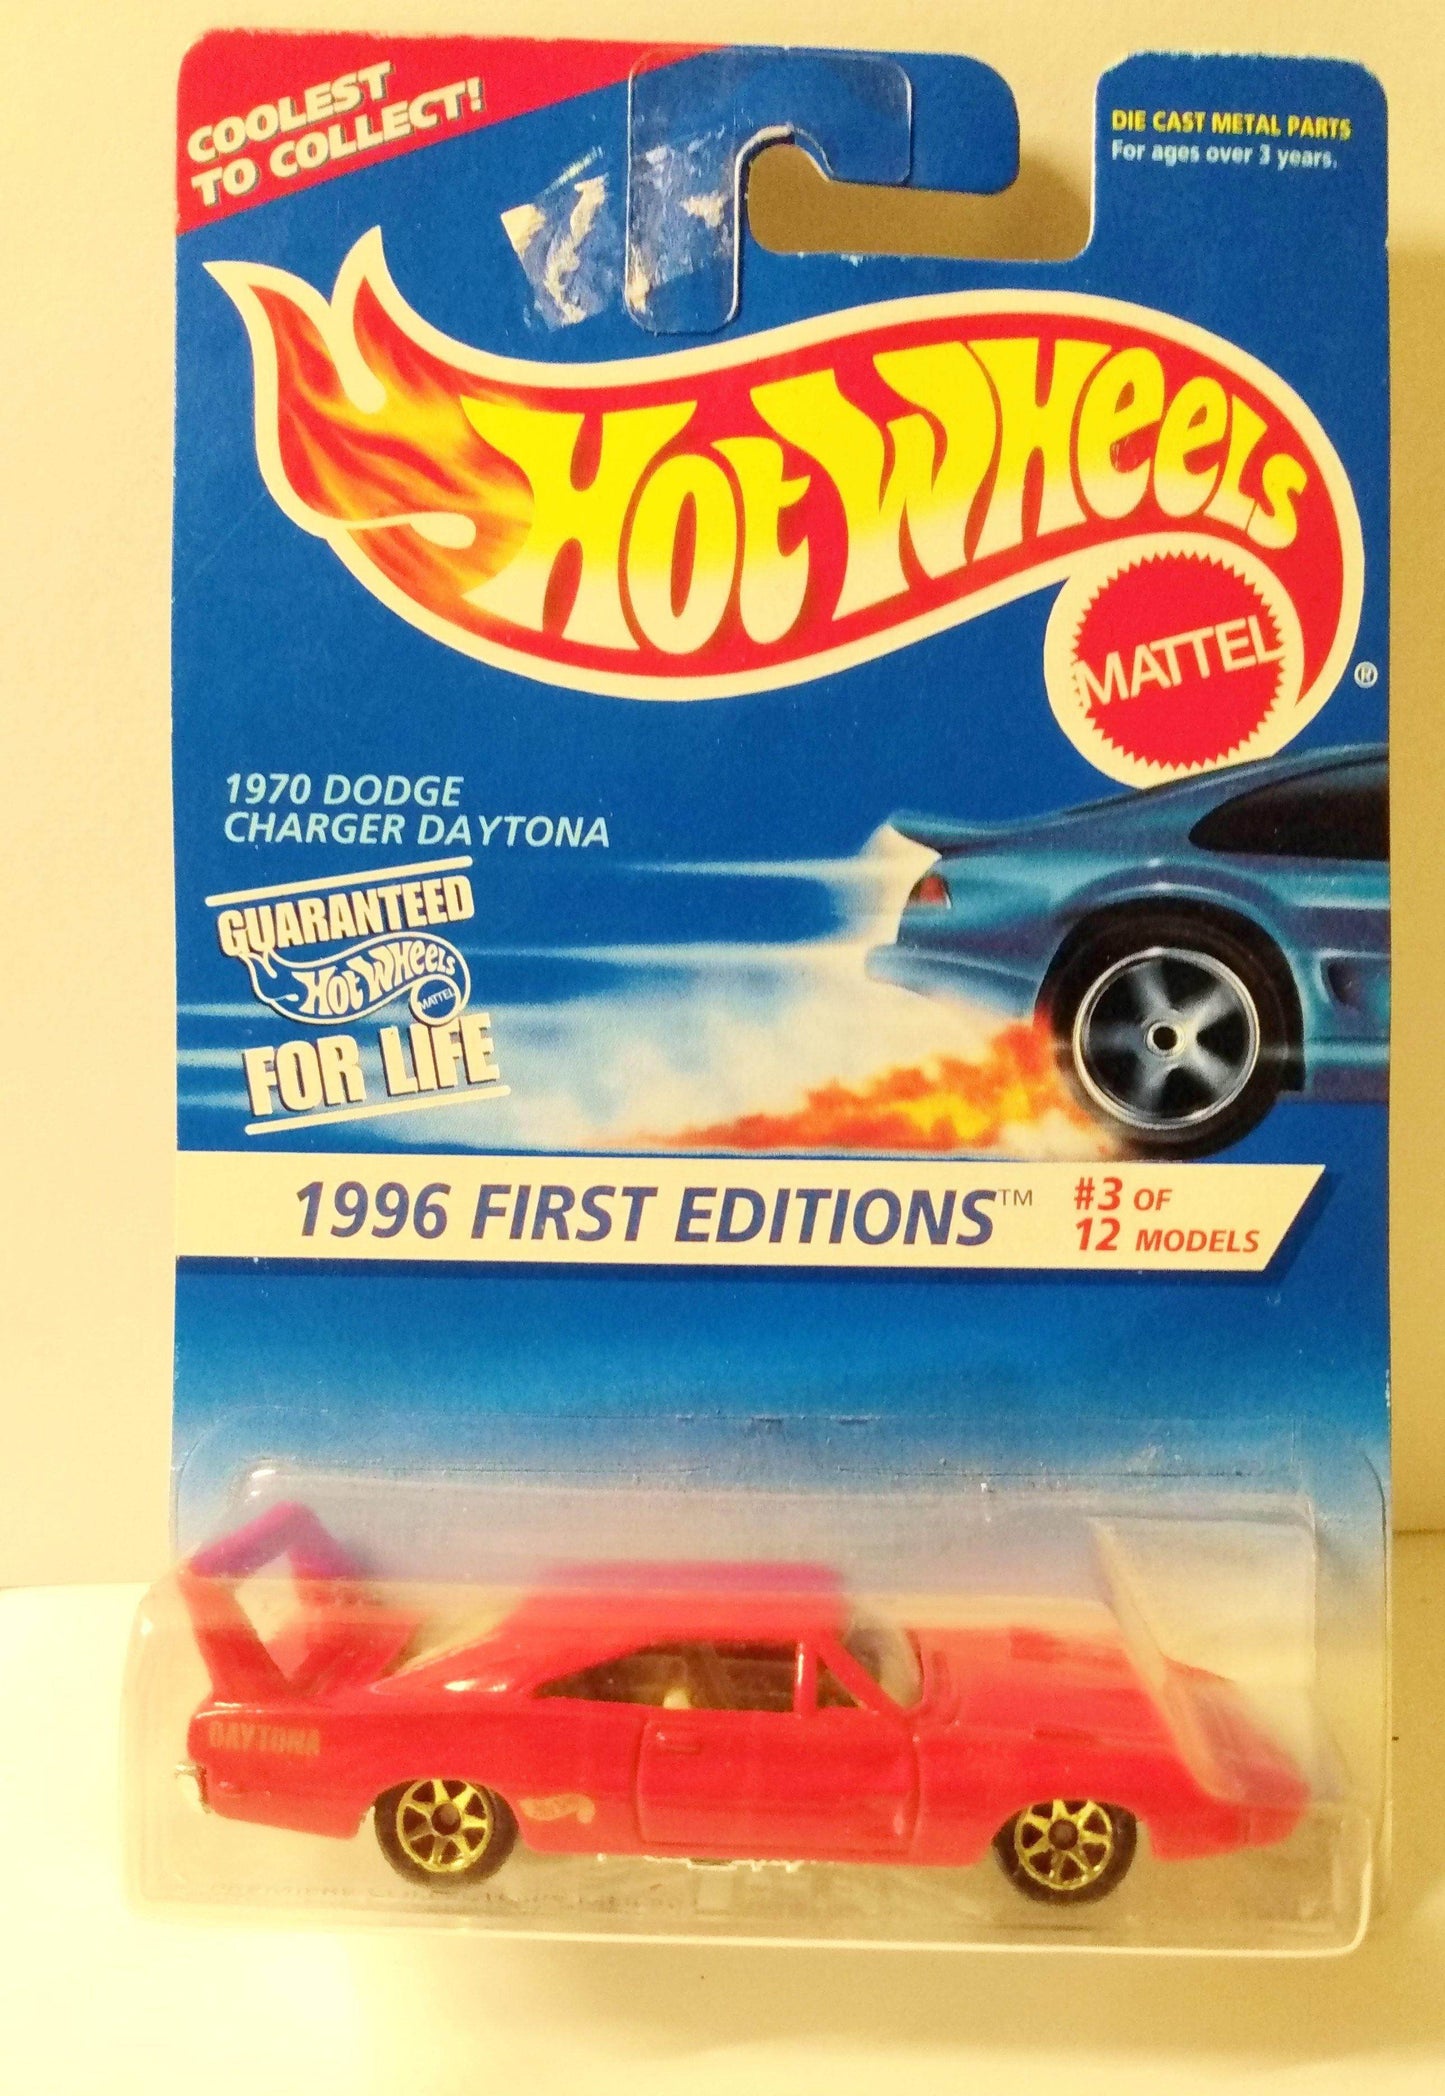 COOLEST
TO COLLECT!
DIE CAST METAL PARTS
For ages over 3 years.
HOT WHEELS
MATTEL
®
1970 DODGE
CHARGER DAYTONA
GUARANTEED
HOT WHEELS
MATTEL
FOR LIFE
1996 FIRST EDITIONS™
#3 OF
12 MODELS
DAYTONA